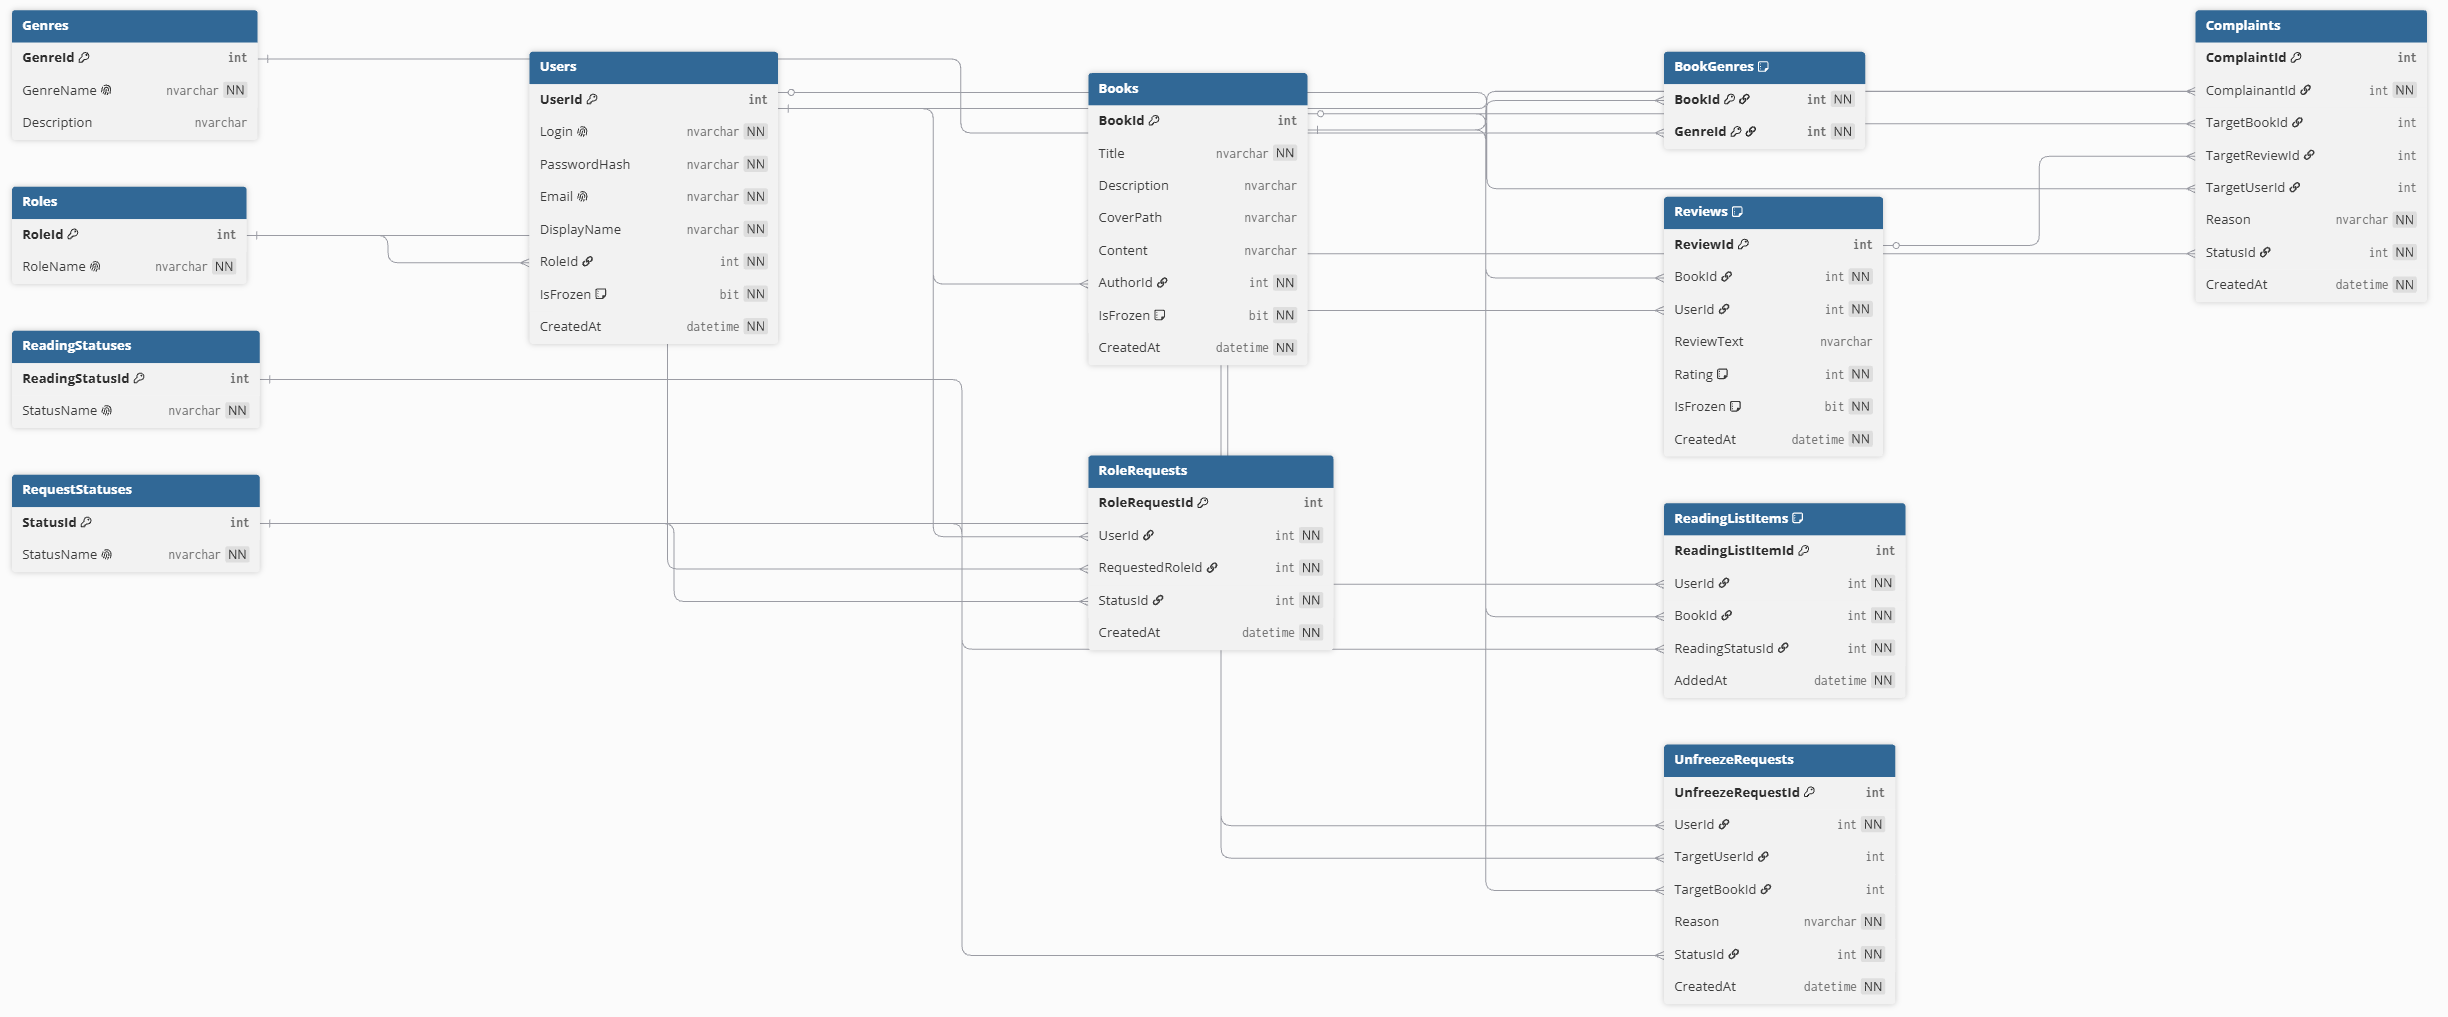 Genres
GenreId int
GenreName nvarchar NN
Description nvarchar
Roles
RoleId int
RoleName nvarchar NN
ReadingStatuses
ReadingStatusId int
StatusName nvarchar NN
RequestStatuses
StatusId int
StatusName nvarchar NN
Users
UserId int
Login nvarchar NN
PasswordHash nvarchar NN
Email nvarchar NN
DisplayName nvarchar NN
RoleId int NN
IsFrozen bit NN
CreatedAt datetime NN
Books
BookId int
Title nvarchar NN
Description nvarchar
CoverPath nvarchar
Content nvarchar
AuthorId int NN
IsFrozen bit NN
CreatedAt datetime NN
RoleRequests
RoleRequestId int
UserId int NN
RequestedRoleId int NN
StatusId int NN
CreatedAt datetime NN
BookGenres
BookId int NN
GenreId int NN
Reviews
ReviewId int
BookId int NN
UserId int NN
ReviewText nvarchar
Rating int NN
IsFrozen bit NN
CreatedAt datetime NN
ReadingListItems
ReadingListItemId int
UserId int NN
BookId int NN
ReadingStatusId int NN
AddedAt datetime NN
UnfreezeRequests
UnfreezeRequestId int
UserId int NN
TargetUserId int
TargetBookId int
Reason nvarchar NN
StatusId int NN
CreatedAt datetime NN
Complaints
ComplaintId int
ComplainantId int NN
TargetBookId int
TargetReviewId int
TargetUserId int
Reason nvarchar NN
StatusId int NN
CreatedAt datetime NN